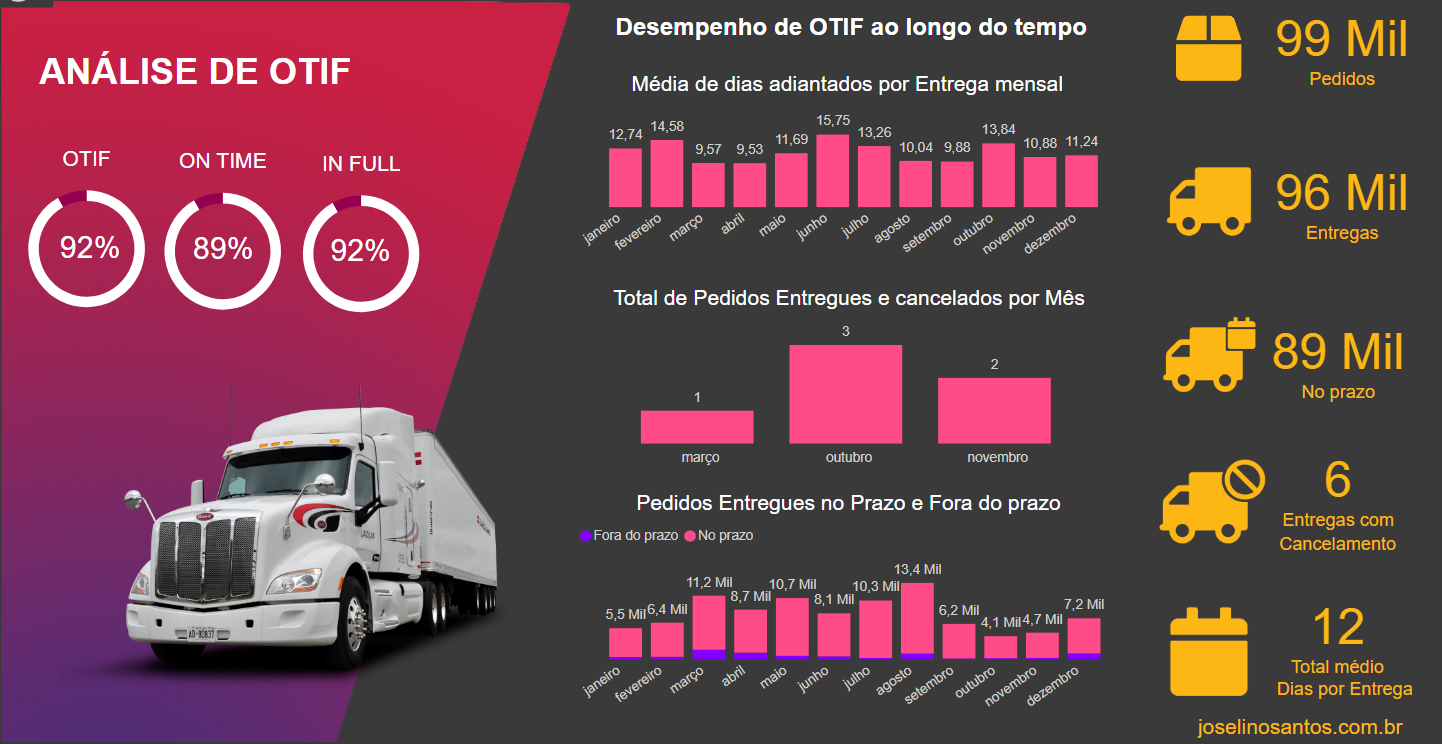 ANÁLISE DE OTIF
OTIF
ON TIME
IN FULL
92%
89%
92%
Desempenho de OTIF ao longo do tempo
Média de dias adiantados por Entrega mensal
12,74
14,58
9,57
9,53
11,69
15,75
13,26
10,04
9,88
13,84
10,88
11,24
janeiro
fevereiro
março
abril
maio
junho
julho
agosto
setembro
outubro
novembro
dezembro
Total de Pedidos Entregues e cancelados por Mês
1
3
2
março
outubro
novembro
Pedidos Entregues no Prazo e Fora do prazo
Fora do prazo
No prazo
5,5 Mil
6,4 Mil
11,2 Mil
8,7 Mil
10,7 Mil
8,1 Mil
10,3 Mil
13,4 Mil
6,2 Mil
4,1 Mil
4,7 Mil
7,2 Mil
janeiro
fevereiro
março
abril
maio
junho
julho
agosto
setembro
outubro
novembro
dezembro
99 Mil
Pedidos
96 Mil
Entregas
89 Mil
No prazo
6
Entregas com
Cancelamento
12
Total médio
Dias por Entrega
joselinosantos.com.br